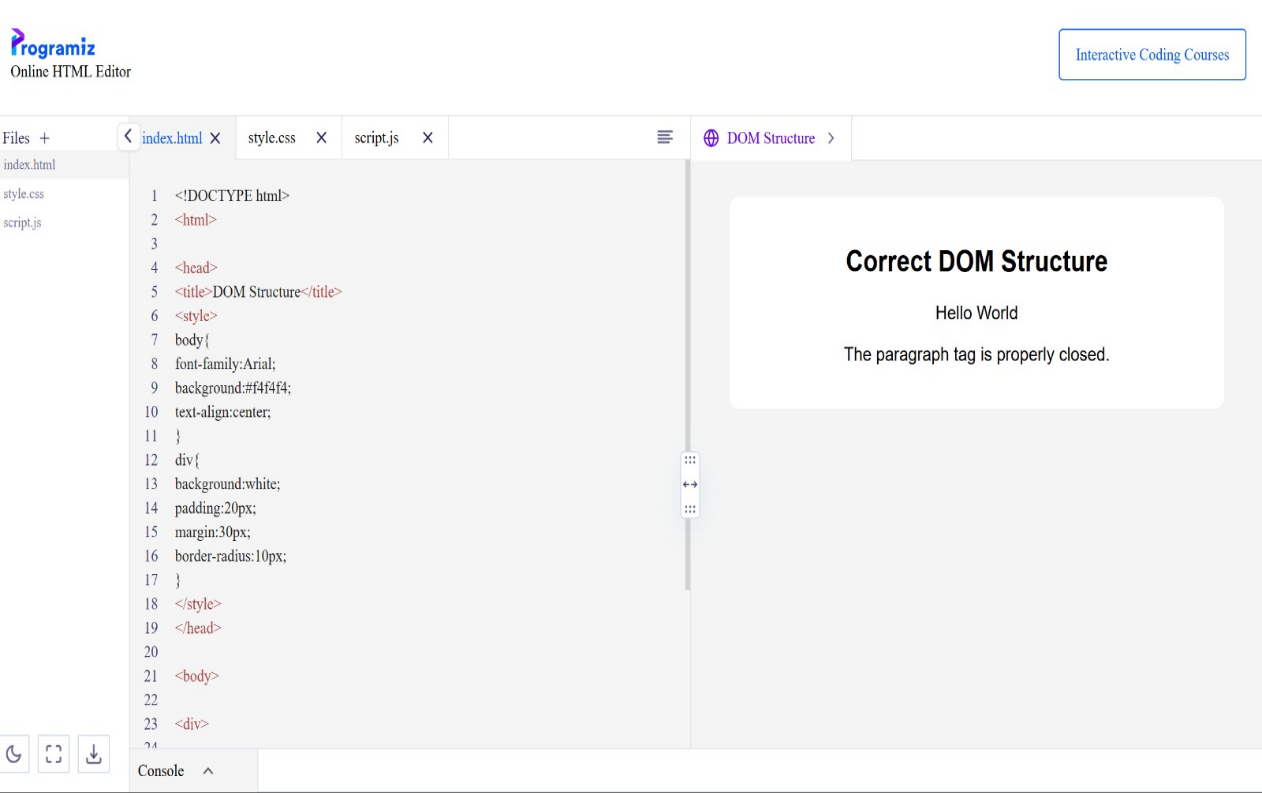 Programiz
Online HTML Editor
Interactive Coding Courses
Files +
index.html
style.css
script.js
index.html X
style.css X
script.js X
DOM Structure >
1 <!DOCTYPE html>
2 <html>
3
4 <head>
5 <title>DOM Structure</title>
6 <style>
7 body{
8 font-family:Arial;
9 background:#f4f4f4;
10 text-align:center;
11 }
12 div{
13 background:white;
14 padding:20px;
15 margin:30px;
16 border-radius:10px;
17 }
18 </style>
19 </head>
20
21 <body>
22
23 <div>
24
Console
Correct DOM Structure
Hello World
The paragraph tag is properly closed.